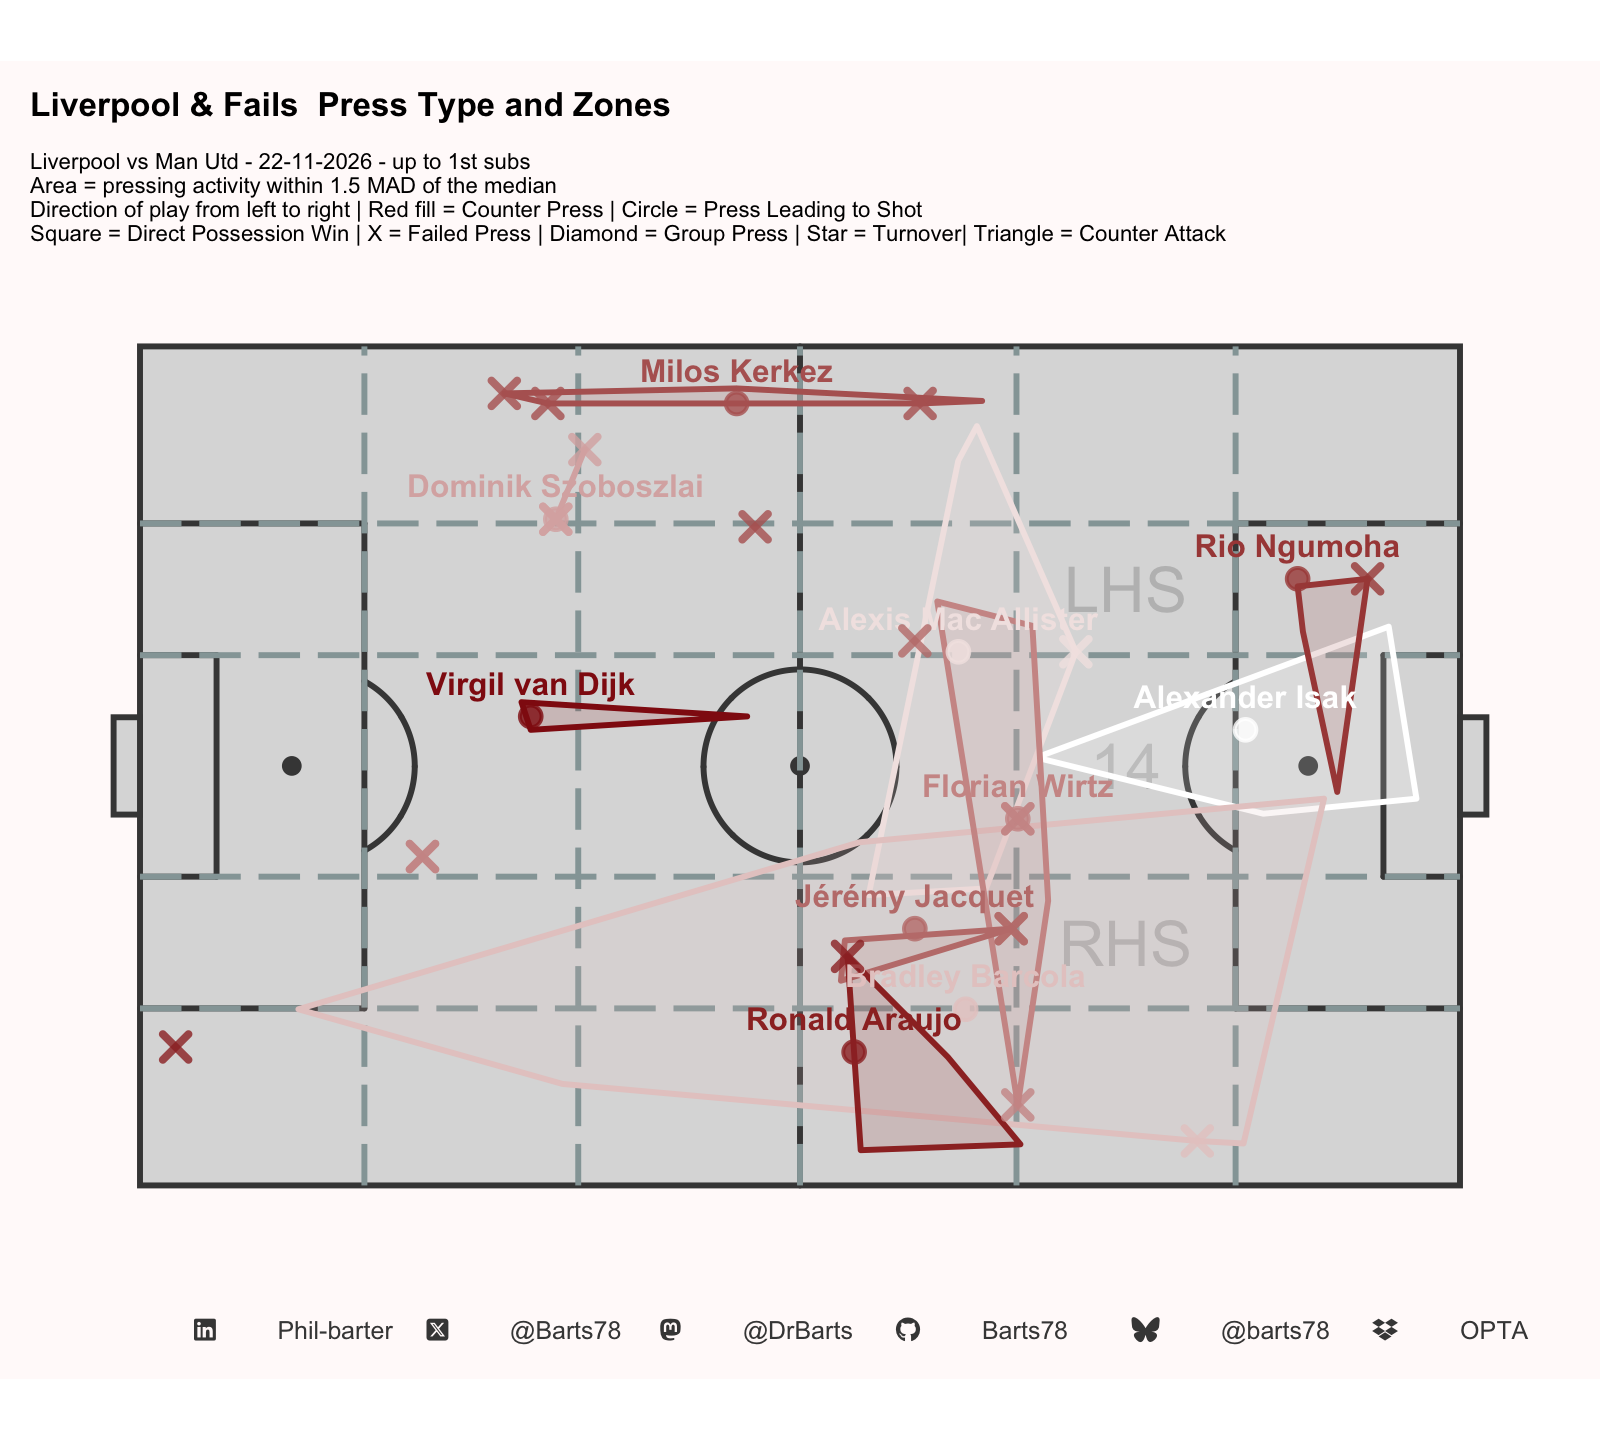 Liverpool & Fails  Press Type and Zones
Liverpool vs Man Utd - 22-11-2026 - up to 1st subs
Area = pressing activity within 1.5 MAD of the median
Direction of play from left to right | Red fill = Counter Press | Circle = Press Leading to Shot
Square = Direct Possession Win | X = Failed Press | Diamond = Group Press | Star = Turnover| Triangle = Counter Attack
Milos Kerkez
Dominik Szoboszlai
Rio Ngumoha
LHS
Alexis Mac Allister
Virgil van Dijk
Alexander Isak
14
Florian Wirtz
Jérémy Jacquet
RHS
Bradley Barcola
Ronald Araujo
Phil-barter @Barts78 @DrBarts Barts78 @barts78 OPTA